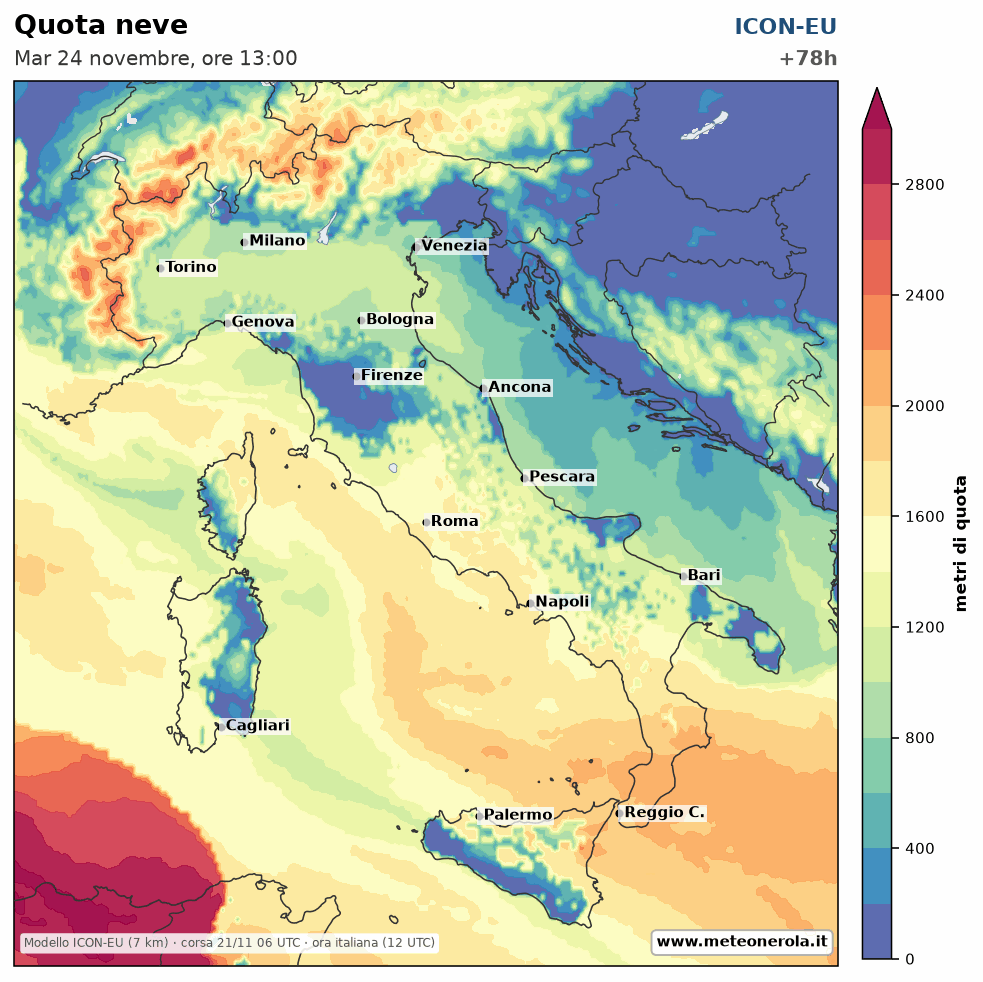 Quota neve
ICON-EU
Mar 24 novembre, ore 13:00
+78h
Milano
Venezia
Torino
Genova
Bologna
Firenze
Ancona
Pescara
Roma
Bari
Napoli
Cagliari
Palermo
Reggio C.
2800
2400
2000
1600
1200
800
400
0
metri di quota
Modello ICON-EU (7 km) · corsa 21/11 06 UTC · ora italiana (12 UTC)
www.meteonerola.it